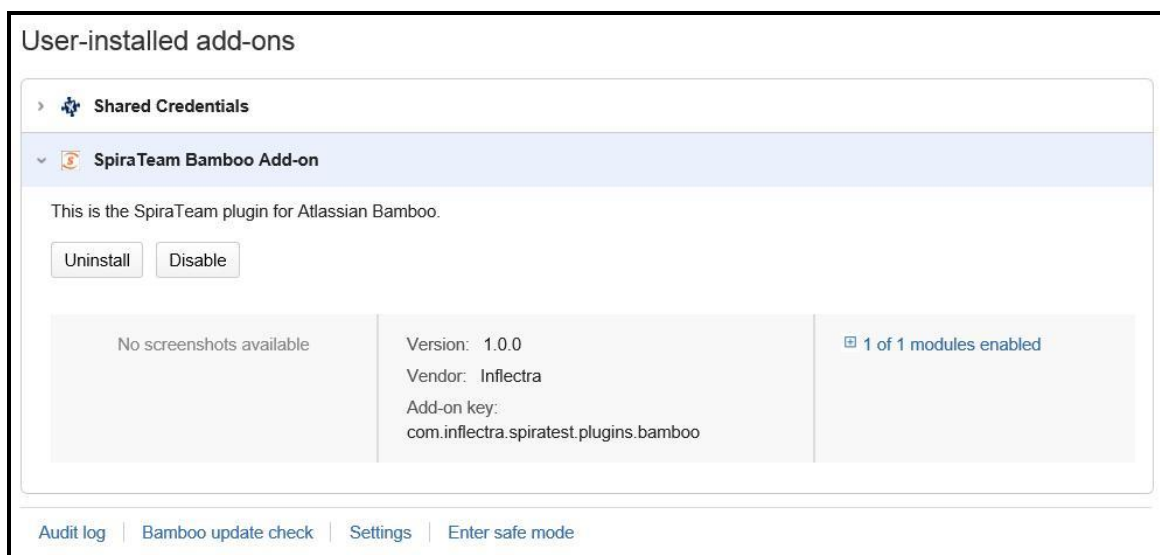 User-installed add-ons
Shared Credentials
SpiraTeam Bamboo Add-on
This is the SpiraTeam plugin for Atlassian Bamboo.
Uninstall Disable
No screenshots available
Version: 1.0.0
Vendor: Inflectra
Add-on key:
com.inflectra.spiratest.plugins.bamboo
1 of 1 modules enabled
Audit log Bamboo update check Settings Enter safe mode